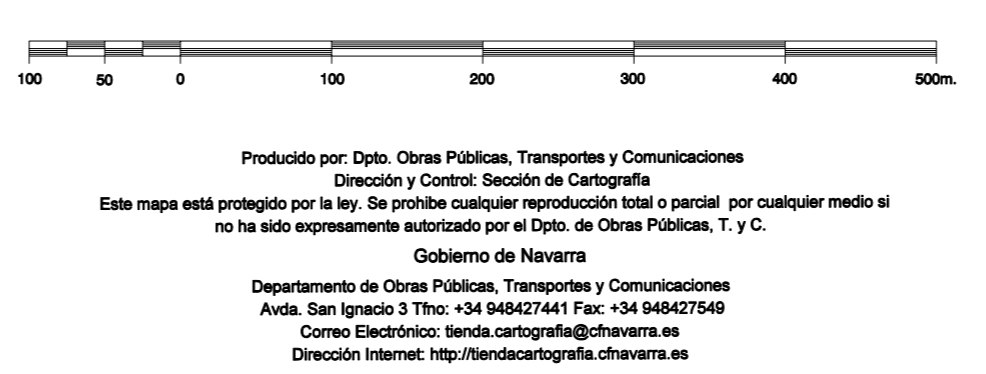 100 50 0 100 200 300 400 500m.
Producido por: Dpto. Obras Públicas, Transportes y Comunicaciones
Dirección y Control: Sección de Cartografía
Este mapa está protegido por la ley. Se prohibe cualquier reproducción total o parcial por cualquier medio si
no ha sido expresamente autorizado por el Dpto. de Obras Públicas, T. y C.
Gobierno de Navarra
Departamento de Obras Públicas, Transportes y Comunicaciones
Avda. San Ignacio 3 Tfno: +34 948427441 Fax: +34 948427549
Correo Electrónico: tienda.cartografia@cfnavarra.es
Dirección Internet: http://tiendacartografia.cfnavarra.es